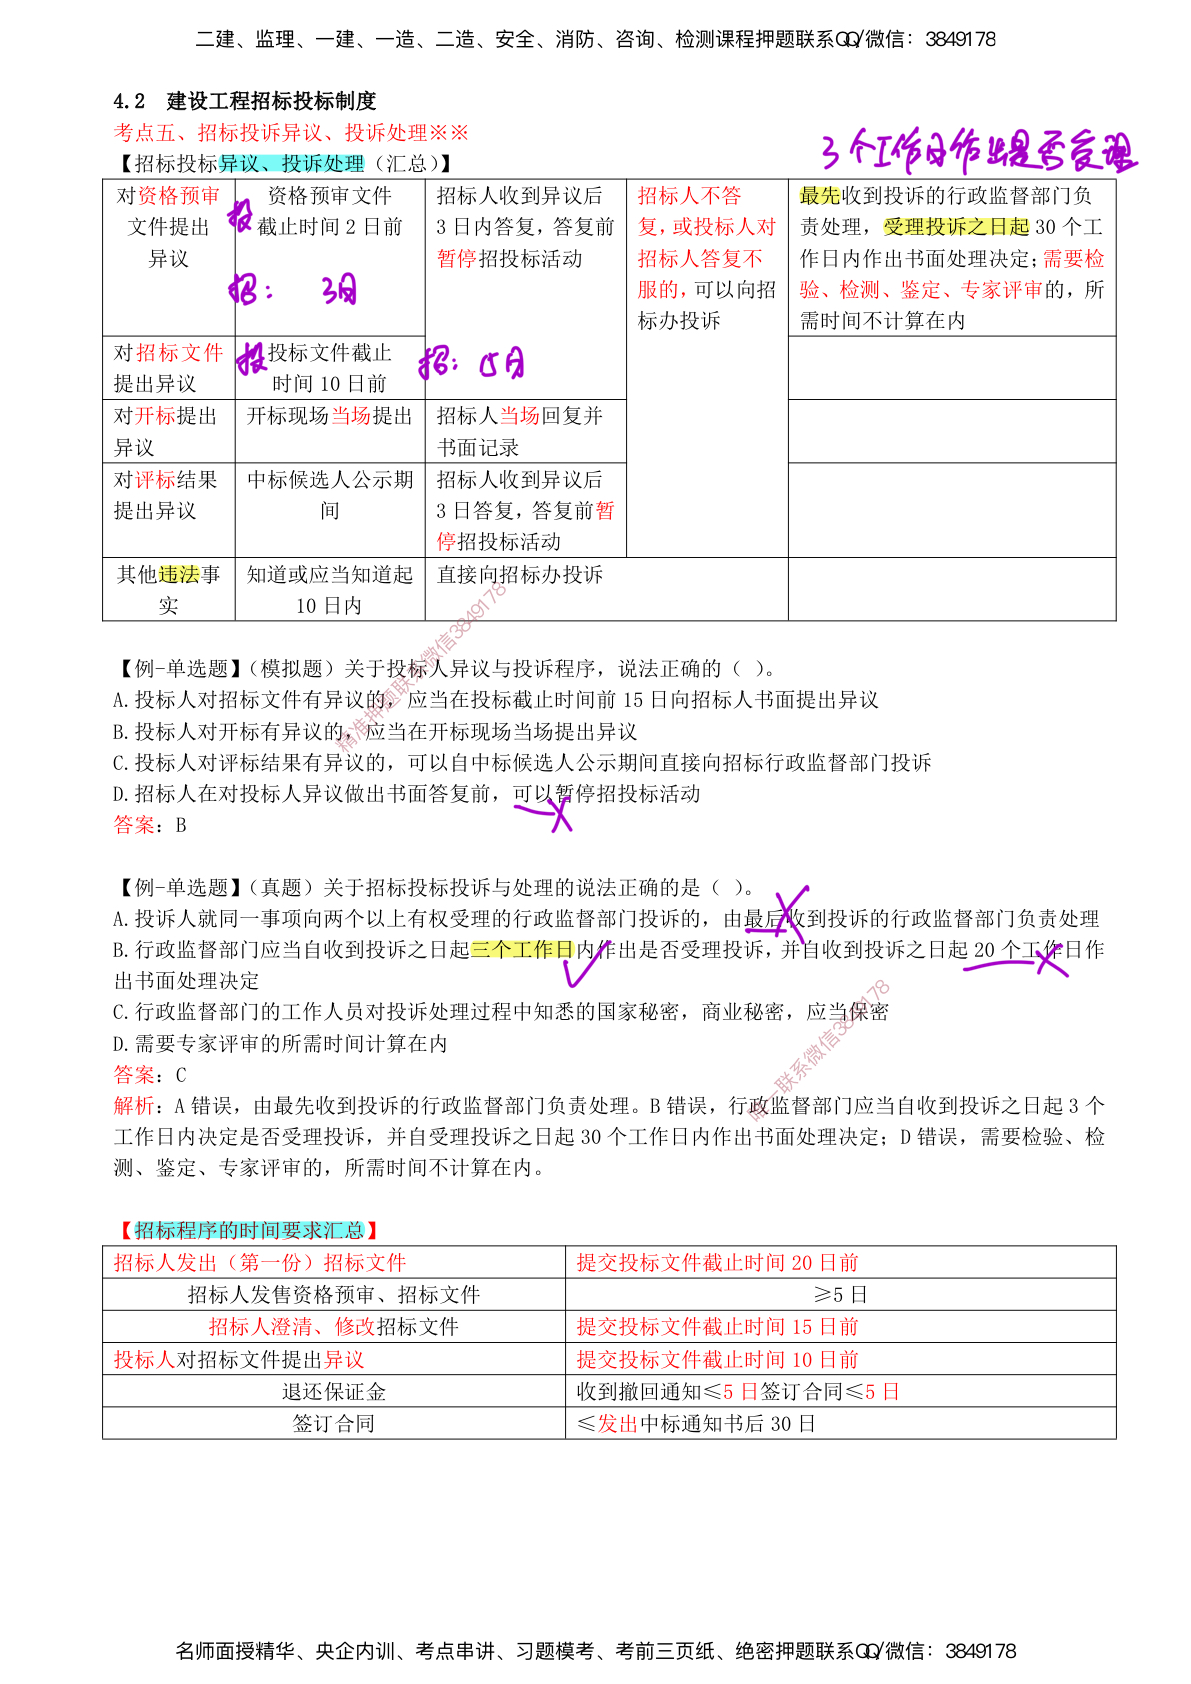 二建、监理、一建、一造、二造、安全、消防、咨询、检测课程押题联系QQ/微信：3849178
4.2 建设工程招标投标制度
考点五、招标投诉异议、投诉处理※※
3个工作日作出是否受理
【招标投标异议、投诉处理（汇总）】
对资格预审
文件提出
异议
投
资格预审文件
截止时间 2 日前
招： 3日
招标人收到异议后
3 日内答复，答复前
暂停招投标活动
招标人不答
复，或投标人对
招标人答复不
服的，可以向招
标办投诉
最先收到投诉的行政监督部门负
责处理，受理投诉之日起 30 个工
作日内作出书面处理决定；需要检
验、检测、鉴定、专家评审的，所
需时间不计算在内
对招标文件
提出异议
投
投标文件截止
时间 10 日前
招：15日
对开标提出
异议
开标现场当场提出
招标人当场回复并
书面记录
对评标结果
提出异议
中标候选人公示期
间
招标人收到异议后
3 日答复，答复前暂
停招投标活动
其他违法事
实
知道或应当知道起
10 日内
直接向招标办投诉
精准押题联系微信3849178
【例-单选题】（模拟题）关于投标人异议与投诉程序，说法正确的（ ）。
A.投标人对招标文件有异议的，应当在投标截止时间前 15 日向招标人书面提出异议
B.投标人对开标有异议的，应当在开标现场当场提出异议
C.投标人对评标结果有异议的，可以自中标候选人公示期间直接向招标行政监督部门投诉
D.招标人在对投标人异议做出书面答复前，可以暂停招投标活动
答案：B
【例-单选题】（真题）关于招标投标投诉与处理的说法正确的是（ ）。
A.投诉人就同一事项向两个以上有权受理的行政监督部门投诉的，由最后收到投诉的行政监督部门负责处理
B.行政监督部门应当自收到投诉之日起三个工作日内作出是否受理投诉，并自收到投诉之日起 20 个工作日作
出书面处理决定
C.行政监督部门的工作人员对投诉处理过程中知悉的国家秘密，商业秘密，应当保密
D.需要专家评审的所需时间计算在内
答案：C
解析：A 错误，由最先收到投诉的行政监督部门负责处理。B 错误，行政监督部门应当自收到投诉之日起 3 个
工作日内决定是否受理投诉，并自受理投诉之日起 30 个工作日内作出书面处理决定；D 错误，需要检验、检
测、鉴定、专家评审的，所需时间不计算在内。
唯一联系微信3849178
【招标程序的时间要求汇总】
招标人发出（第一份）招标文件
提交投标文件截止时间 20 日前
招标人发售资格预审、招标文件
≥5 日
招标人澄清、修改招标文件
提交投标文件截止时间 15 日前
投标人对招标文件提出异议
提交投标文件截止时间 10 日前
退还保证金
收到撤回通知≤5 日签订合同≤5 日
签订合同
≤发出中标通知书后 30 日
名师面授精华、央企内训、考点串讲、习题模考、考前三页纸、绝密押题联系QQ/微信：3849178